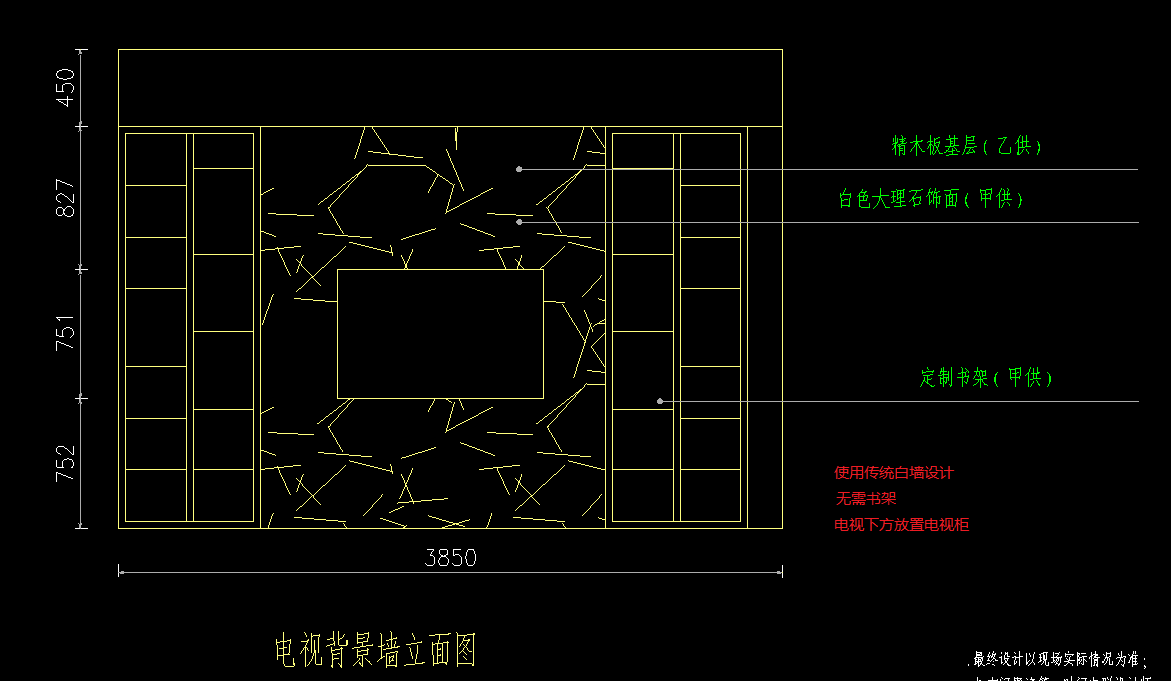 450
精木板基层(乙供)
827
白色大理石饰面(甲供)
751
定制书架(甲供)
752
使用传统白墙设计
无需书架
电视下方放置电视柜
3850
电视背景墙立面图
.最终设计以现场实际情况为准;